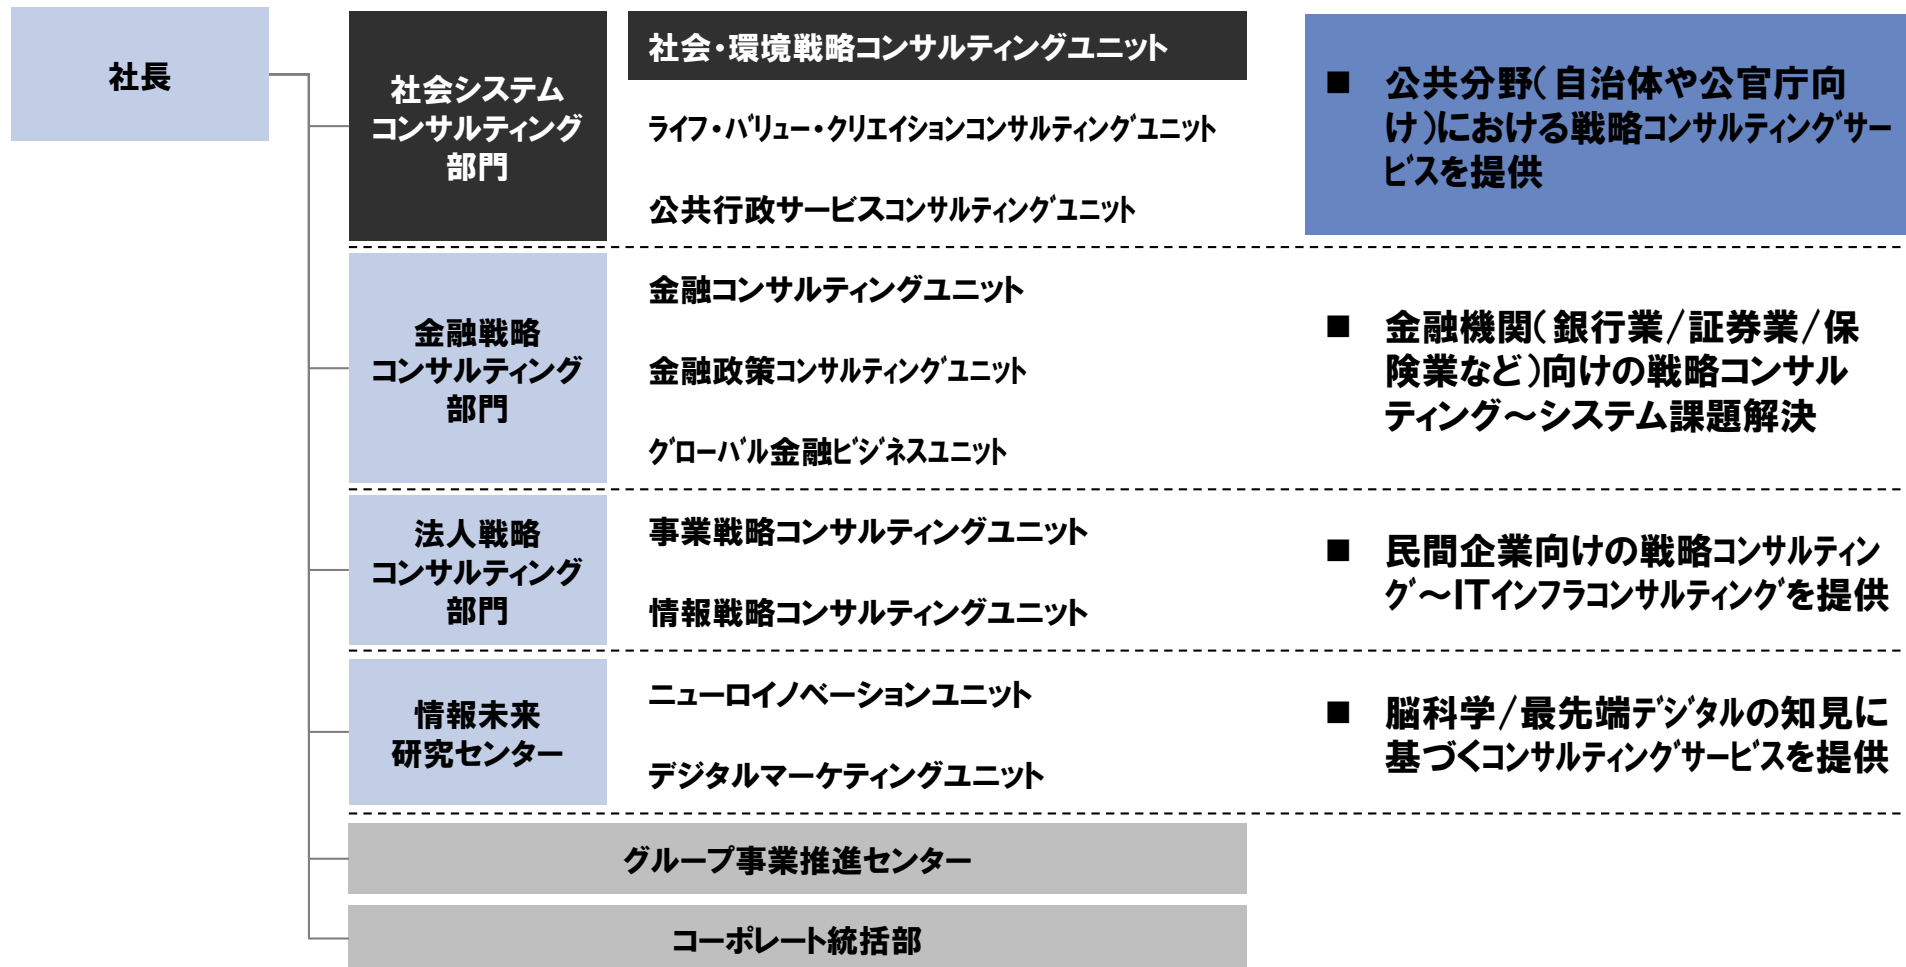 社長
社会システム
コンサルティング
部門
社会・環境戦略コンサルティングユニット
ライフ・バリュー・クリエイションコンサルティングユニット
公共行政サービスコンサルティングユニット
■ 公共分野（自治体や公官庁向
け）における戦略コンサルティングサー
ビスを提供
金融戦略
コンサルティング
部門
金融コンサルティングユニット
金融政策コンサルティングユニット
グローバル金融ビジネスユニット
■ 金融機関（銀行業/証券業/保
険業など）向けの戦略コンサル
ティング～システム課題解決
法人戦略
コンサルティング
部門
事業戦略コンサルティングユニット
情報戦略コンサルティングユニット
■ 民間企業向けの戦略コンサルティン
グ～ITインフラコンサルティングを提供
情報未来
研究センター
ニューロイノベーションユニット
デジタルマーケティングユニット
■ 脳科学/最先端デジタルの知見に
基づくコンサルティングサービスを提供
グループ事業推進センター
コーポレート統括部